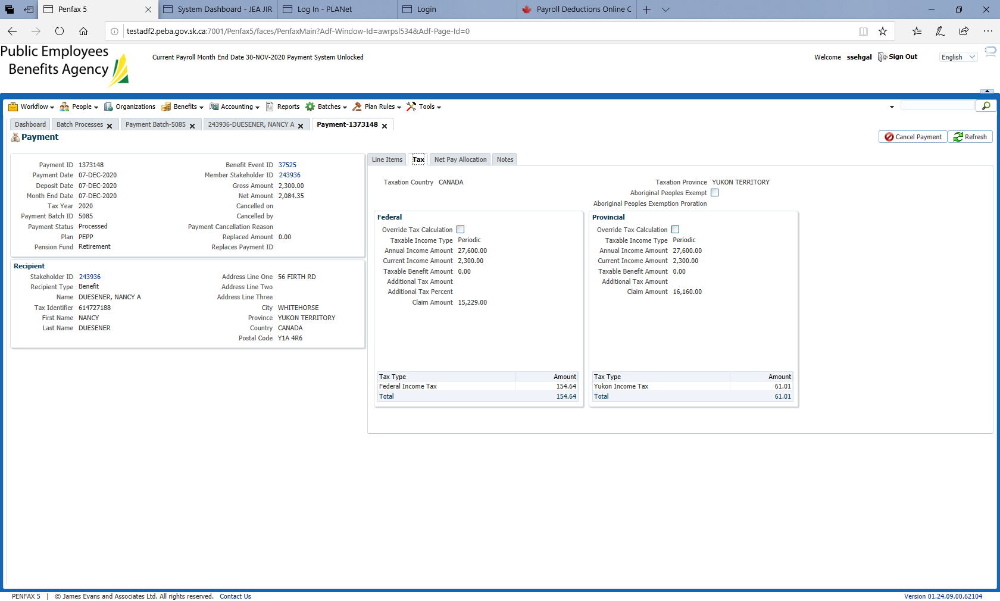 Penfax 5
System Dashboard - JEA JIR
Log In - PLANet
Login
Payroll Deductions Online C
testadf2.peba.gov.sk.ca:7001/Penfax5/faces/PenfaxMain?Adf-Window-Id=awrpsl534&Adf-Page-Id=0
Public Employees
Benefits Agency
Current Payroll Month End Date 30-NOV-2020 Payment System Unlocked
Welcome ssehgal Sign Out English
Workflow People Organizations Benefits Accounting Reports Batches Plan Rules Tools
Dashboard Batch Processes Payment Batch-5085 243936-DUESENER, NANCY A Payment-1373148
Payment
Cancel Payment Refresh
Payment ID 1373148
Payment Date 07-DEC-2020
Deposit Date 07-DEC-2020
Month End Date 07-DEC-2020
Tax Year 2020
Payment Batch ID 5085
Payment Status Processed
Plan PEPP
Pension Fund Retirement
Benefit Event ID 37525
Member Stakeholder ID 243936
Gross Amount 2,300.00
Net Amount 2,084.35
Cancelled on
Cancelled by
Payment Cancellation Reason
Replaced Amount 0.00
Replaces Payment ID
Recipient
Stakeholder ID 243936
Recipient Type Benefit
Name DUESENER, NANCY A
Tax Identifier 614727188
First Name NANCY
Last Name DUESENER
Address Line One 56 FIRTH RD
Address Line Two
Address Line Three
City WHITEHORSE
Province YUKON TERRITORY
Country CANADA
Postal Code Y1A 4R6
Line Items Tax Net Pay Allocation Notes
Taxation Country CANADA
Taxation Province YUKON TERRITORY
Aboriginal Peoples Exempt
Aboriginal Peoples Exemption Proration
Federal
Override Tax Calculation
Taxable Income Type Periodic
Annual Income Amount 27,600.00
Current Income Amount 2,300.00
Taxable Benefit Amount 0.00
Additional Tax Amount
Additional Tax Percent
Claim Amount 15,229.00
Tax Type Amount
Federal Income Tax 154.64
Total 154.64
Provincial
Override Tax Calculation
Taxable Income Type Periodic
Annual Income Amount 27,600.00
Current Income Amount 2,300.00
Taxable Benefit Amount 0.00
Additional Tax Amount
Claim Amount 16,160.00
Tax Type Amount
Yukon Income Tax 61.01
Total 61.01
PENFAX 5 | © James Evans and Associates Ltd. All rights reserved. Contact Us
Version 01.24.09.00.62104